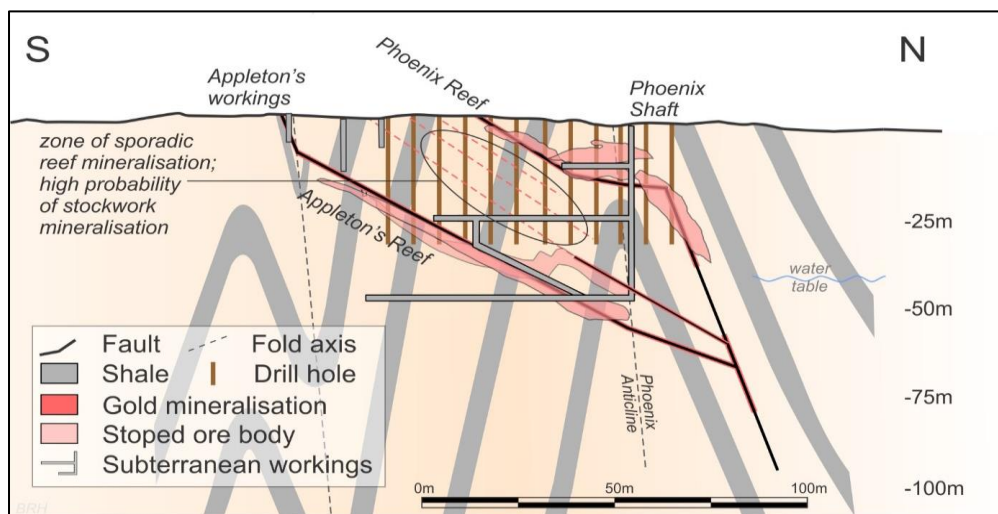 S
N
Appleton's
workings
Phoenix Reef
Phoenix
Shaft
zone of sporadic
reef mineralisation;
high probability
of stockwork
mineralisation
Appleton's Reef
-25m
water
table
-50m
Fault
Fold axis
Shale
Drill hole
Gold mineralisation
Stoped ore body
Subterranean workings
Phoenix
Anticline
-75m
0m
50m
100m
-100m
BRH